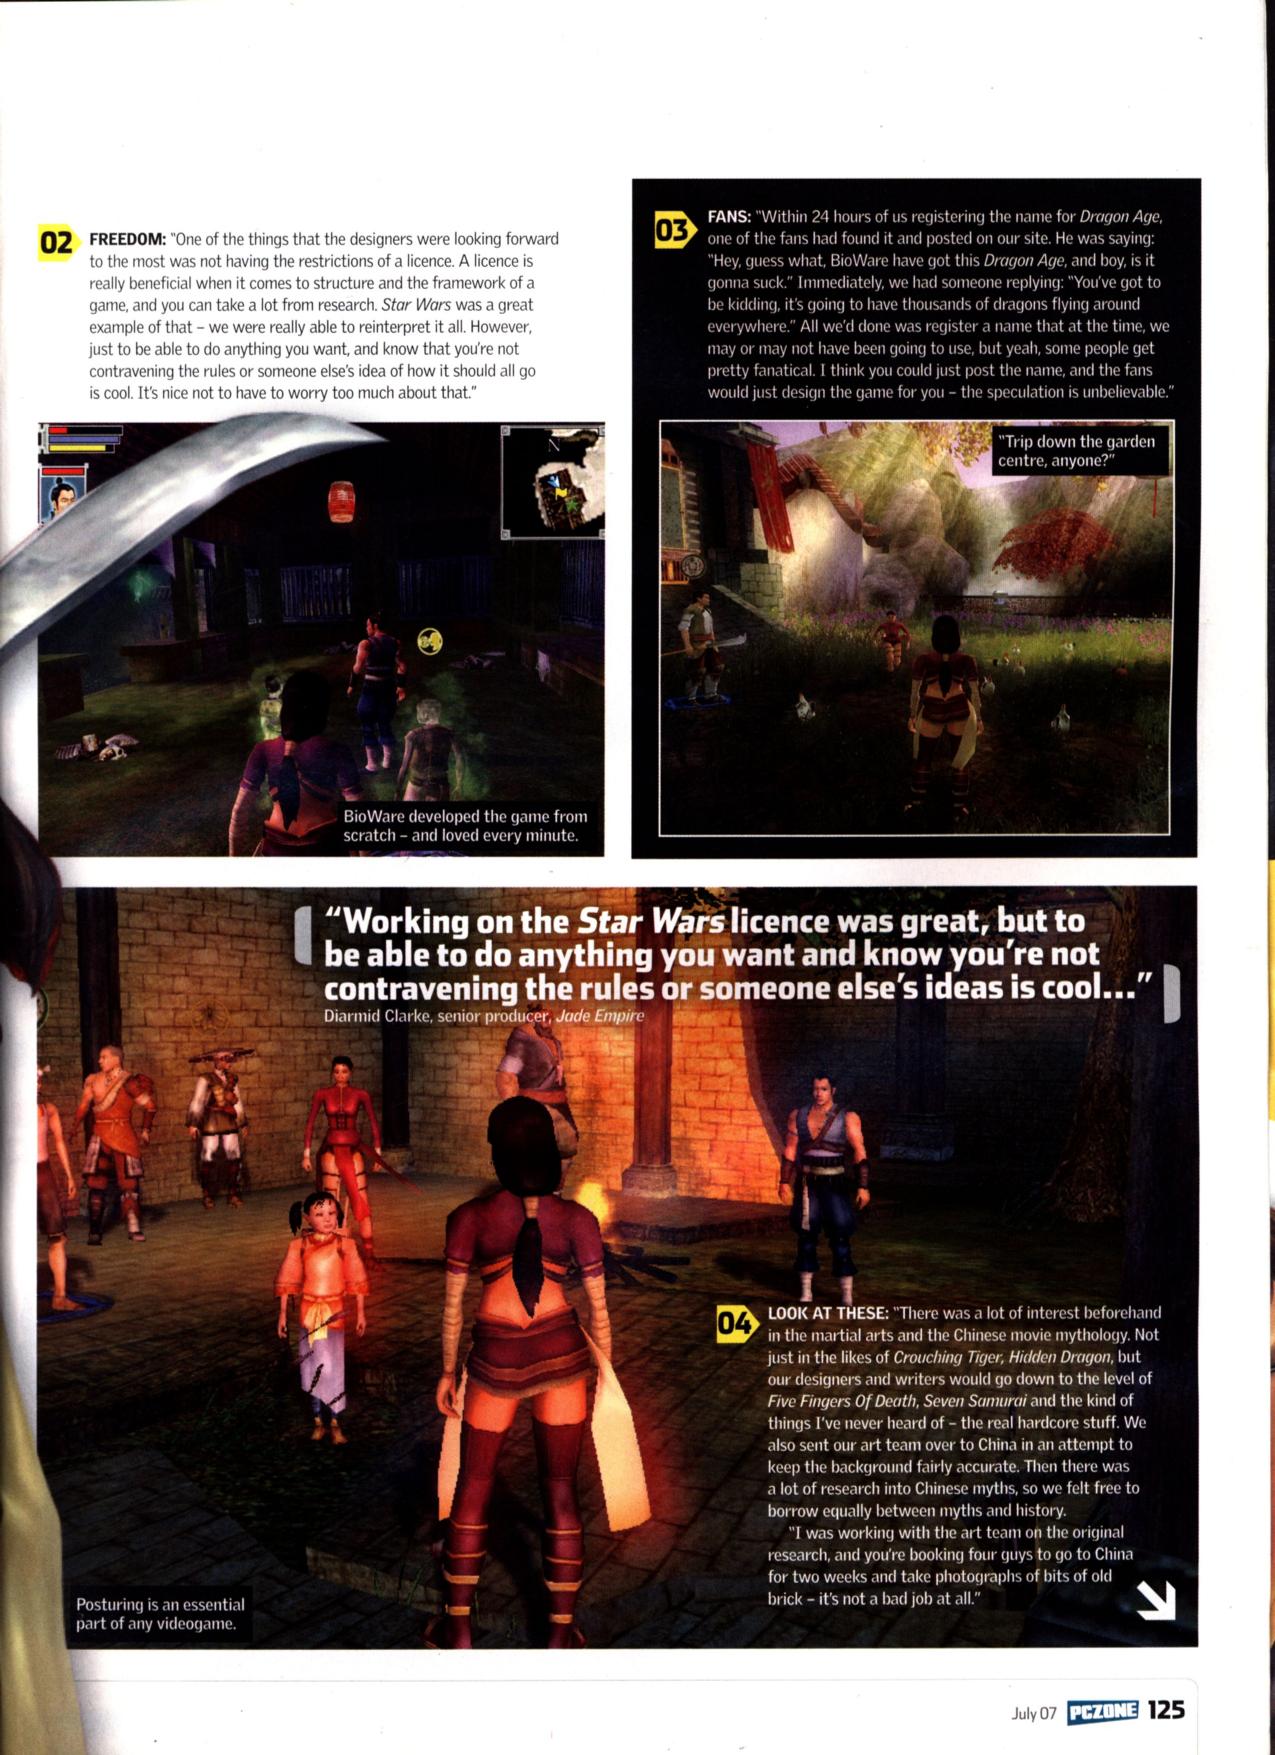 02 FREEDOM: "One of the things that the designers were looking forward
to the most was not having the restrictions of a licence. A licence is
really beneficial when it comes to structure and the framework of a
game, and you can take a lot from research. Star Wars was a great
example of that – we were really able to reinterpret it all. However,
just to be able to do anything you want, and know that you're not
contravening the rules or someone else's idea of how it should all go
is cool. It's nice not to have to worry too much about that."
N
BioWare developed the game from
scratch – and loved every minute.
03 FANS: "Within 24 hours of us registering the name for Dragon Age,
one of the fans had found it and posted on our site. He was saying:
"Hey, guess what, BioWare have got this Dragon Age, and boy, is it
gonna suck." Immediately, we had someone replying: "You've got to
be kidding, it's going to have thousands of dragons flying around
everywhere." All we'd done was register a name that at the time, we
may or may not have been going to use, but yeah, some people get
pretty fanatical. I think you could just post the name, and the fans
would just design the game for you – the speculation is unbelievable."
"Trip down the garden
centre, anyone?"
"Working on the Star Wars licence was great, but to
be able to do anything you want and know you're not
contravening the rules or someone else's ideas is cool..."
Diarmid Clarke, senior producer, Jade Empire
04 LOOK AT THESE: "There was a lot of interest beforehand
in the martial arts and the Chinese movie mythology. Not
just in the likes of Crouching Tiger, Hidden Dragon, but
our designers and writers would go down to the level of
Five Fingers Of Death, Seven Samurai and the kind of
things I've never heard of – the real hardcore stuff. We
also sent our art team over to China in an attempt to
keep the background fairly accurate. Then there was
a lot of research into Chinese myths, so we felt free to
borrow equally between myths and history.
"I was working with the art team on the original
research, and you're booking four guys to go to China
for two weeks and take photographs of bits of old
brick – it's not a bad job at all."
Posturing is an essential
part of any videogame.
July 07 PCZONE 125